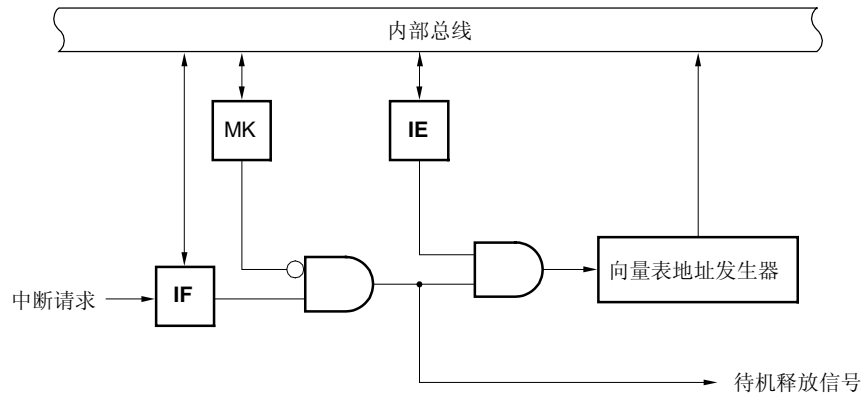 内部总线
MK
IE
向量表地址发生器
中断请求
IF
待机释放信号